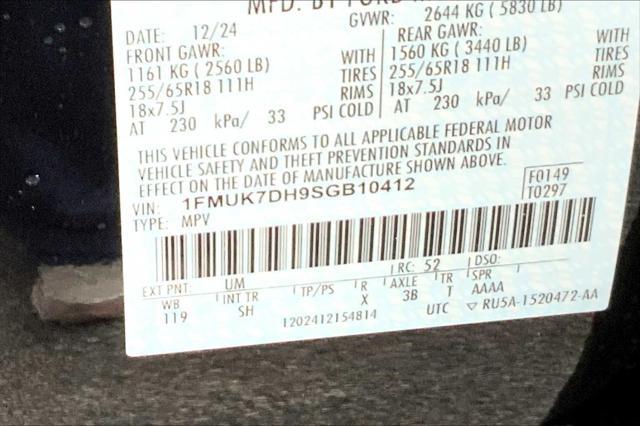 MFD. BY FORD
GVWR: 2644 KG ( 5830 LB)
DATE: 12/24
FRONT GAWR: WITH
1161 KG ( 2560 LB) TIRES
255/65R18 111H RIMS
18x7.5J
AT 230 kPa/ 33 PSI COLD
REAR GAWR: WITH
1560 KG ( 3440 LB) TIRES
255/65R18 111H RIMS
18x7.5J
AT 230 kPa/ 33 PSI COLD
THIS VEHICLE CONFORMS TO ALL APPLICABLE FEDERAL MOTOR
VEHICLE SAFETY AND THEFT PREVENTION STANDARDS IN
EFFECT ON THE DATE OF MANUFACTURE SHOWN ABOVE.
VIN: 1FMUK7DH9SGB10412
TYPE: MPV
F0149
T0297
EXT PNT: UM RC: 52 DSO:
WB INT TR TP/PS R AXLE TR SPR
119 SH X 3B T AAAA
1202412154814 UTC ▽ RU5A-1520472-AA